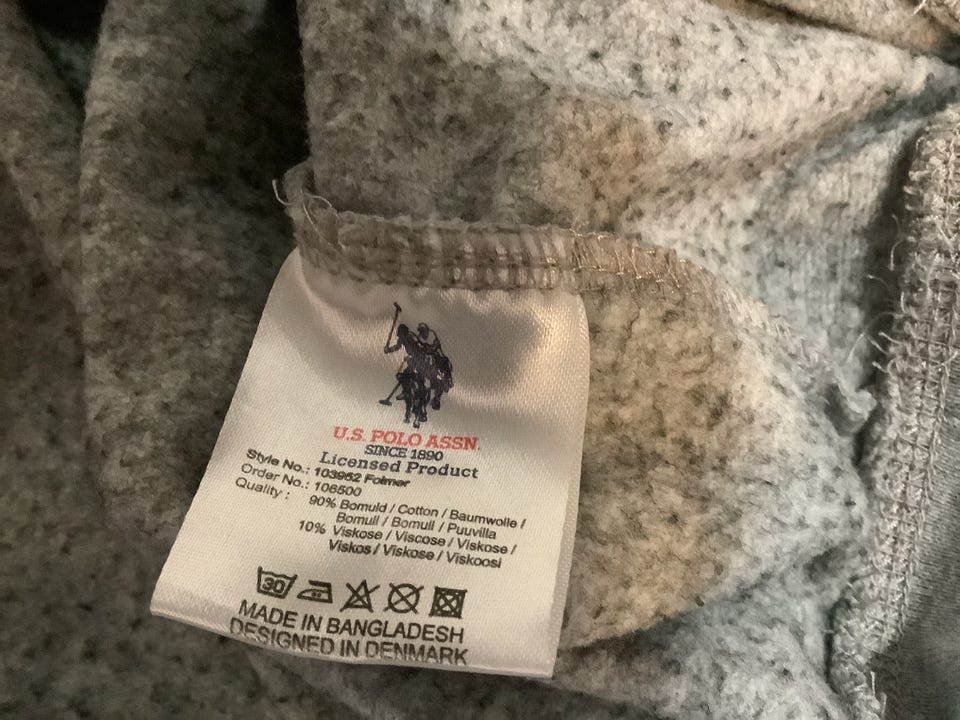 U.S. POLO ASSN.
SINCE 1890
Licensed Product
Style No.: 103952 Folmer
Order No.: 106500
Quality : 90% Bomuld / Cotton / Baumwolle /
Bomull / Bomull / Puuvilla
10% Viskose / Viscose / Viskose /
Viskos / Viskose / Viskoosi
30
MADE IN BANGLADESH
DESIGNED IN DENMARK